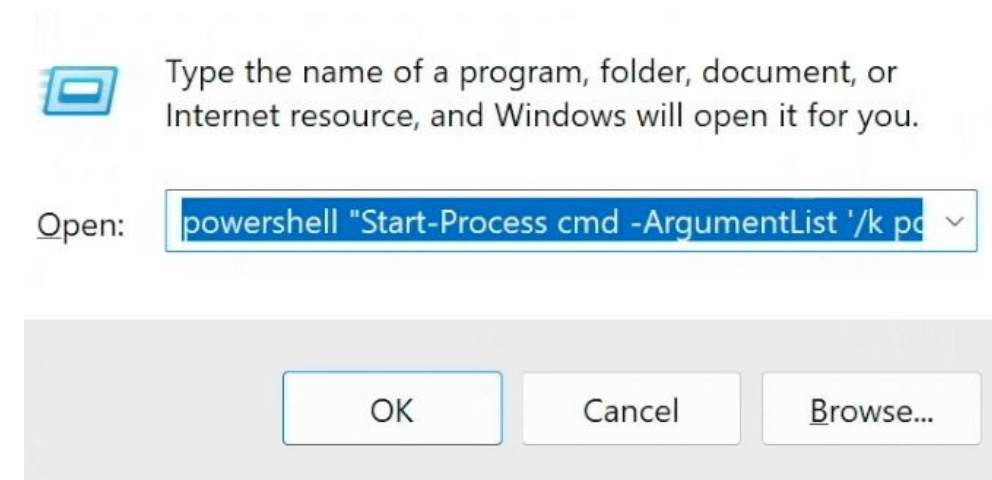 Type the name of a program, folder, document, or
Internet resource, and Windows will open it for you.
Open: powershell "Start-Process cmd -ArgumentList '/k po
OK Cancel Browse...